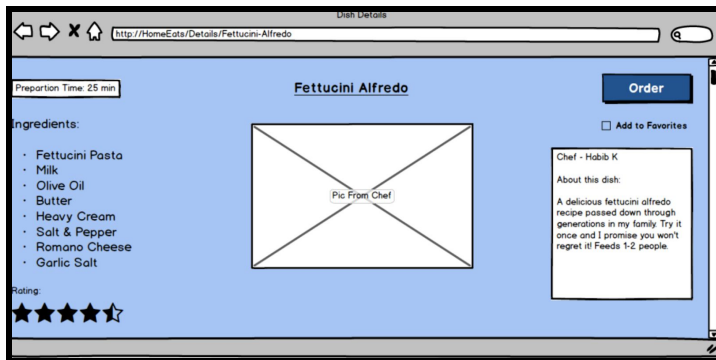 Dish Details
http://HomeEats/Details/Fettucini-Alfredo
Prepartion Time: 25 min
Fettucini Alfredo
Order
Ingredients:
Add to Favorites
· Fettucini Pasta
· Milk
· Olive Oil
· Butter
· Heavy Cream
· Salt & Pepper
· Romano Cheese
· Garlic Salt
Pic From Chef
Chef - Habib K
About this dish:
A delicious fettucini alfredo
recipe passed down through
generations in my family. Try it
once and I promise you won't
regret it! Feeds 1-2 people.
Rating: